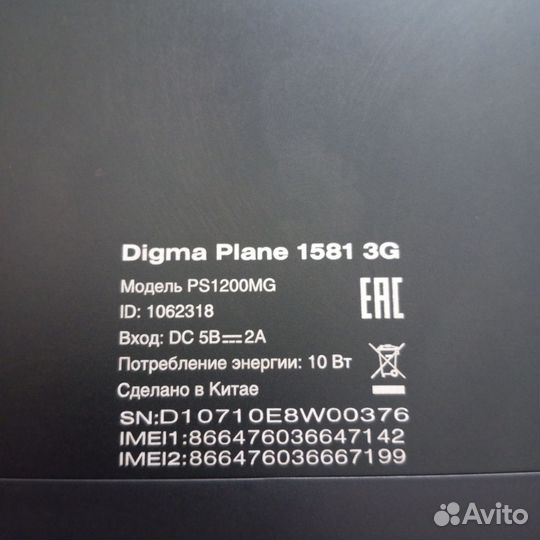 Digma Plane 1581 3G
Модель PS1200MG
ID: 1062318
Вход: DC 5В⎓2А
Потребление энергии: 10 Вт
Сделано в Китае
SN:D10710E8W00376
IMEI1:866476036647142
IMEI2:866476036667199
EAC
Avito